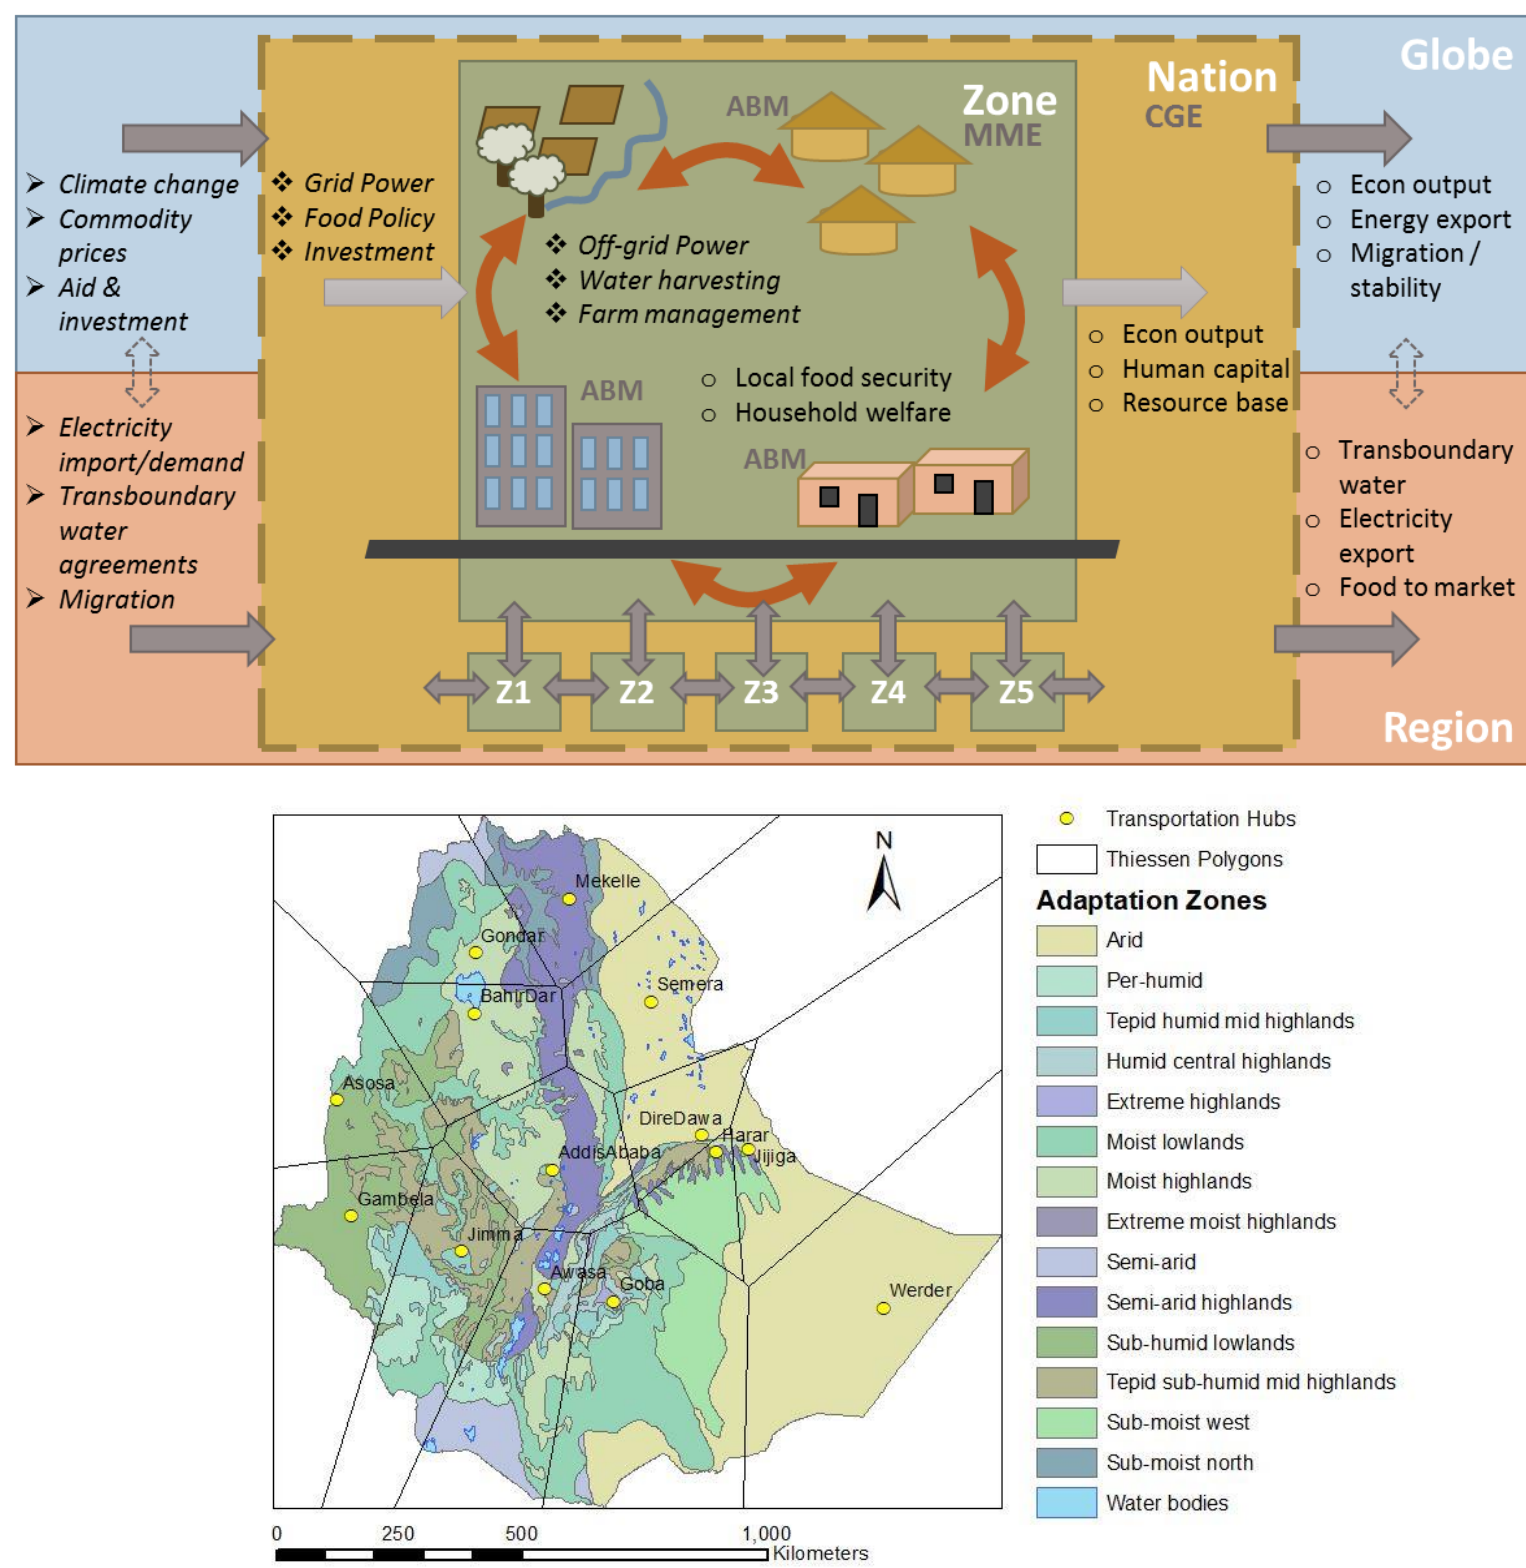 Globe
Nation
CGE
Zone
MME
ABM
➢ Climate change
➢ Commodity
prices
➢ Aid &
investment
❖ Grid Power
❖ Food Policy
❖ Investment
❖ Off-grid Power
❖ Water harvesting
❖ Farm management
o Econ output
o Energy export
o Migration /
stability
o Econ output
o Human capital
o Resource base
o Local food security
o Household welfare
ABM
ABM
➢ Electricity
import/demand
➢ Transboundary
water
agreements
➢ Migration
o Transboundary
water
o Electricity
export
o Food to market
Z1
Z2
Z3
Z4
Z5
Region
N
Mekelle
Gondar
BahirDar
Semera
Asosa
DireDawa
Harar
Jijiga
AddisAbaba
Gambela
Jimma
Awasa
Goba
Werder
0 250 500 1,000
Kilometers
Transportation Hubs
Thiessen Polygons
Adaptation Zones
Arid
Per-humid
Tepid humid mid highlands
Humid central highlands
Extreme highlands
Moist lowlands
Moist highlands
Extreme moist highlands
Semi-arid
Semi-arid highlands
Sub-humid lowlands
Tepid sub-humid mid highlands
Sub-moist west
Sub-moist north
Water bodies